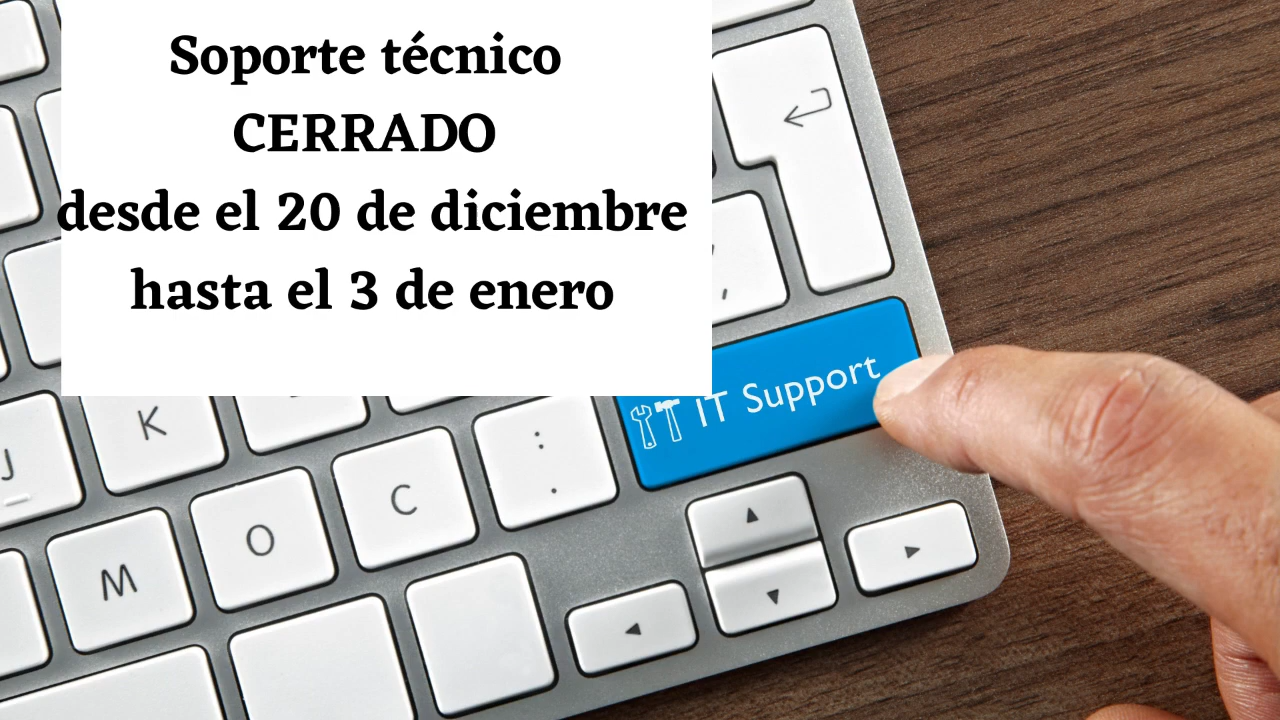 Soporte técnico
CERRADO
desde el 20 de diciembre
hasta el 3 de enero
IT Support
K
J
:
.
C
O
M